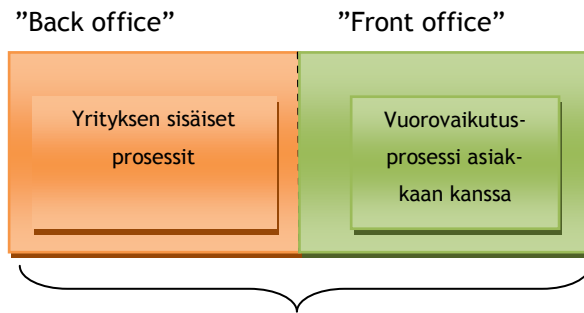 ”Back office”
”Front office”
Yrityksen sisäiset
prosessit
Vuorovaikutus-
prosessi asiak-
kaan kanssa